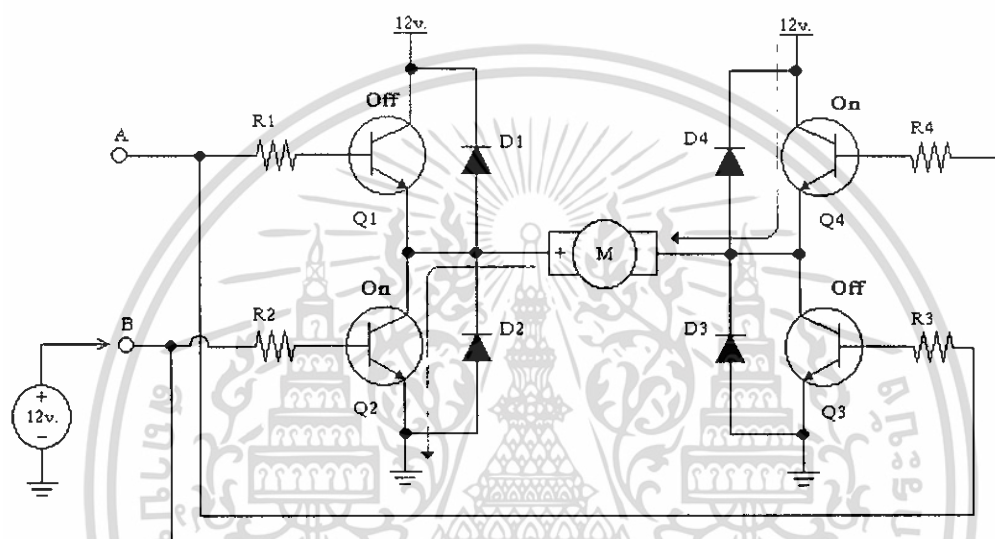 12v.
12v.
Off
On
A
R1
D1
D4
R4
Q1
Q4
+
M
On
Off
B
R2
D2
D3
R3
+
12v.
-
Q2
Q3